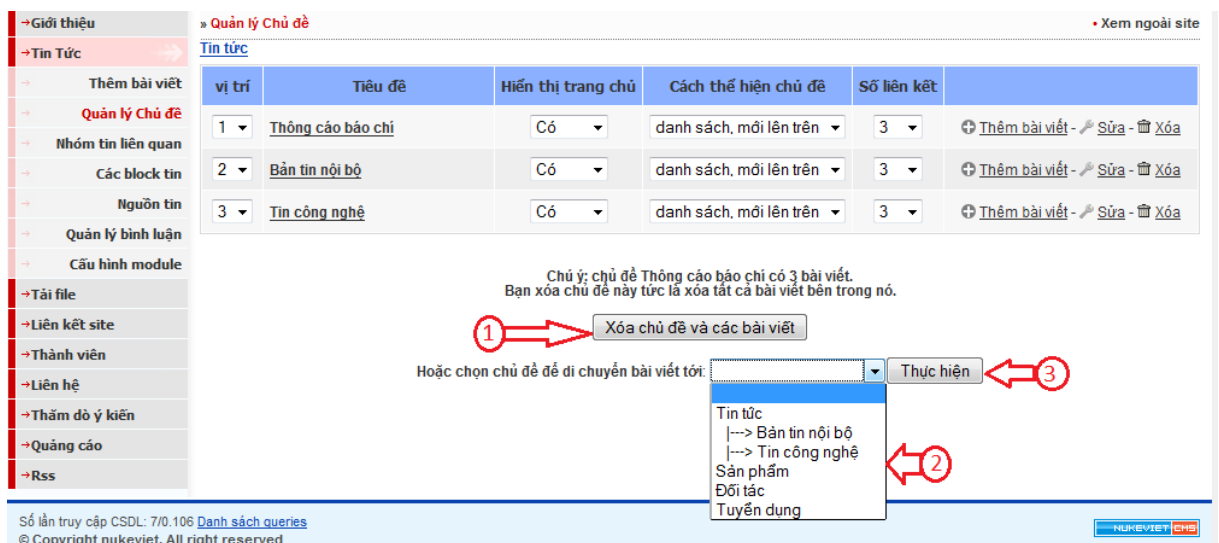 →Giới thiệu
→Tin Tức
→ Thêm bài viết
→ Quản lý Chủ đề
→ Nhóm tin liên quan
→ Các block tin
→ Nguồn tin
→ Quản lý bình luận
→ Cấu hình module
→Tải file
→Liên kết site
→Thành viên
→Liên hệ
→Thăm dò ý kiến
→Quảng cáo
→Rss
» Quản lý Chủ đề • Xem ngoài site
Tin tức
vị trí Tiêu đề Hiển thị trang chủ Cách thể hiện chủ đề Số liên kết
1 Thông cáo báo chí Có danh sách, mới lên trên 3 Thêm bài viết - Sửa - Xóa
2 Bản tin nội bộ Có danh sách, mới lên trên 3 Thêm bài viết - Sửa - Xóa
3 Tin công nghệ Có danh sách, mới lên trên 3 Thêm bài viết - Sửa - Xóa
Chú ý: chủ đề Thông cáo báo chí có 3 bài viết.
Bạn xóa chủ đề này tức là xóa tất cả bài viết bên trong nó.
1 Xóa chủ đề và các bài viết
Hoặc chọn chủ đề để di chuyển bài viết tới: Thực hiện 3
Tin tức
|---> Bản tin nội bộ
|---> Tin công nghệ
2
Sản phẩm
Đối tác
Tuyển dụng
Số lần truy cập CSDL: 7/0.106 Danh sách queries
© Copyright nukeviet. All right reserved
NUKEVIET CMS